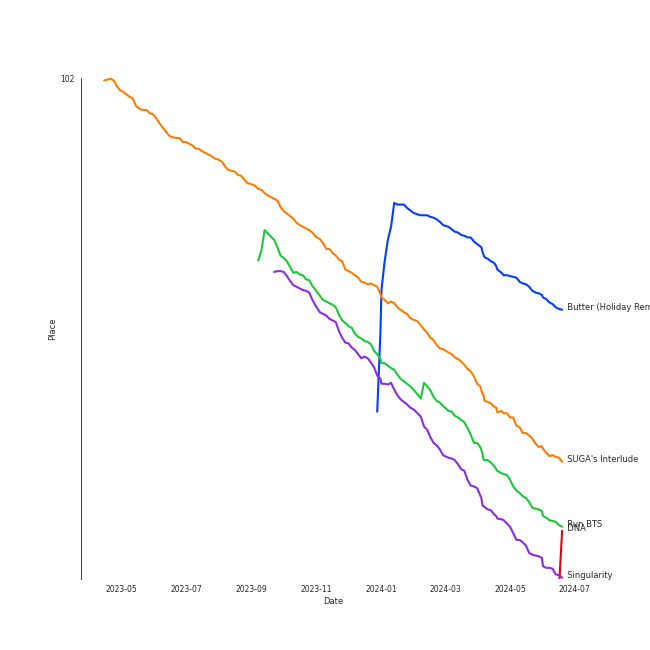 102
Place
Butter (Holiday Rem
SUGA's Interlude
Run BTS
DNA
Singularity
2023-05
2023-07
2023-09
2023-11
2024-01
2024-03
2024-05
2024-07
Date